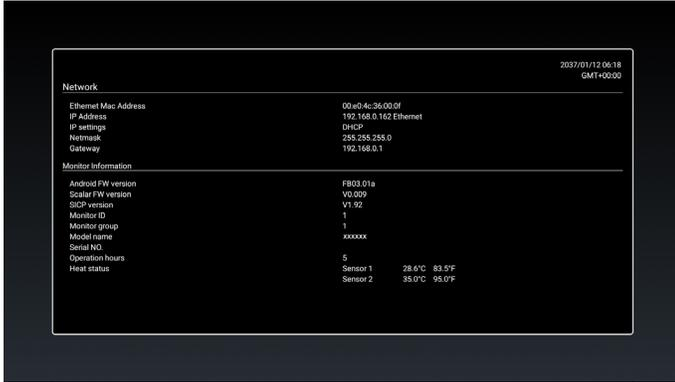 2037/01/12 06:18
GMT+00:00
Network
Ethernet Mac Address 00:e0:4c:36:00:0f
IP Address 192.168.0.162 Ethernet
IP settings DHCP
Netmask 255.255.255.0
Gateway 192.168.0.1
Monitor Information
Android FW version FB03.01a
Scalar FW version V0.009
SICP version V1.92
Monitor ID 1
Monitor group 1
Model name xxxxxx
Serial NO.
Operation hours 5
Heat status Sensor 1 28.6°C 83.5°F
Sensor 2 35.0°C 95.0°F